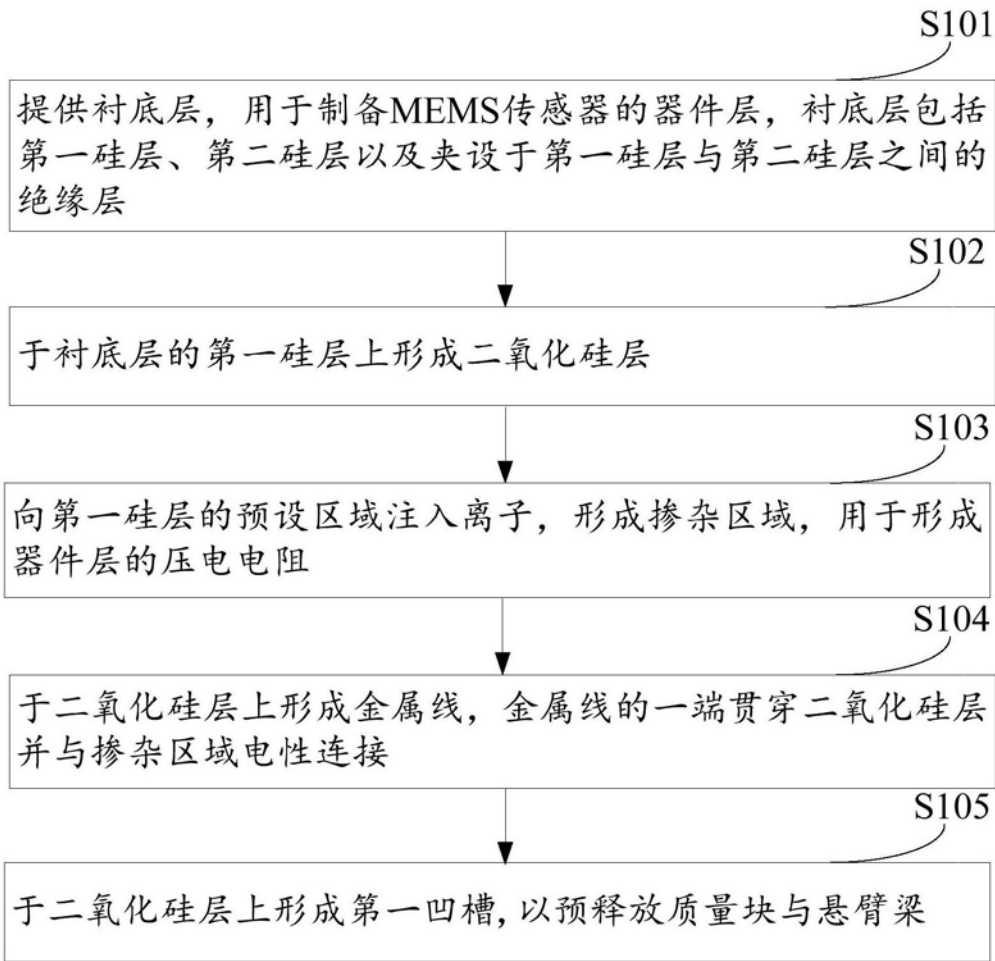 S101
提供衬底层，用于制备MEMS传感器的器件层，衬底层包括
第一硅层、第二硅层以及夹设于第一硅层与第二硅层之间的
绝缘层
S102
于衬底层的第一硅层上形成二氧化硅层
S103
向第一硅层的预设区域注入离子，形成掺杂区域，用于形成
器件层的压电电阻
S104
于二氧化硅层上形成金属线，金属线的一端贯穿二氧化硅层
并与掺杂区域电性连接
S105
于二氧化硅层上形成第一凹槽,以预释放质量块与悬臂梁